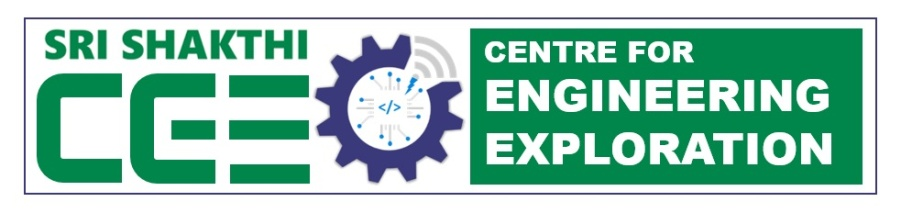 SRI SHAKTHI
CEE
</>
CENTRE FOR
ENGINEERING
EXPLORATION